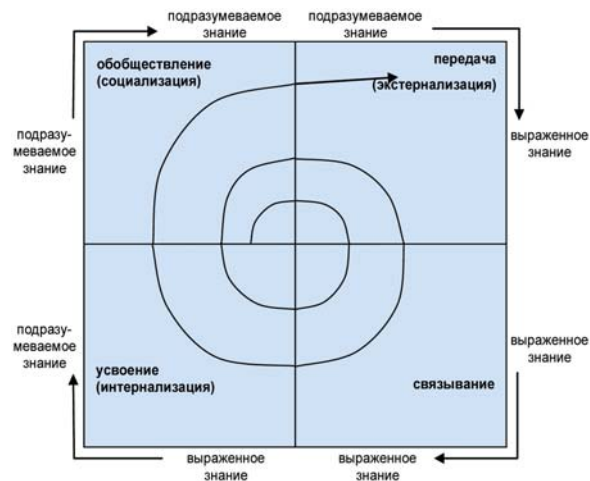 подразумеваемое
знание
подразумеваемое
знание
обобществление
(социализация)
передача
(экстернализация)
подразу-
меваемое
знание
выраженное
знание
подразу-
меваемое
знание
выраженное
знание
усвоение
(интернализация)
связывание
выраженное
знание
выраженное
знание